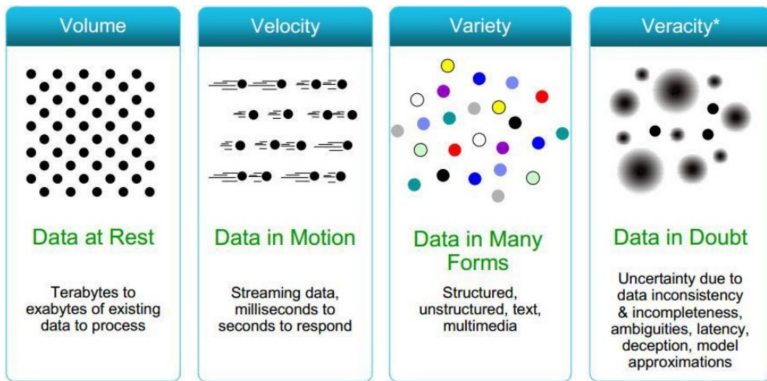 Volume
Data at Rest
Terabytes to
exabytes of existing
data to process
Velocity
Data in Motion
Streaming data,
milliseconds to
seconds to respond
Variety
Data in Many
Forms
Structured,
unstructured, text,
multimedia
Veracity*
Data in Doubt
Uncertainty due to
data inconsistency
& incompleteness,
ambiguities, latency,
deception, model
approximations